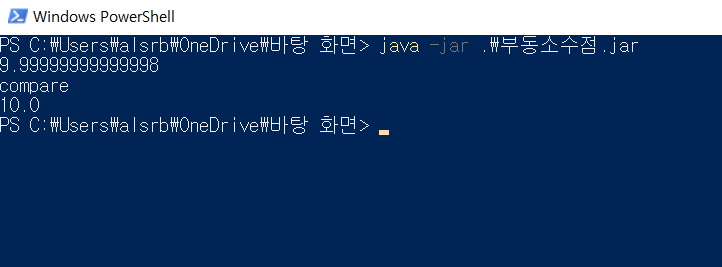 Windows PowerShell
PS C:₩Users₩alsrb₩OneDrive₩바탕 화면> java -jar .₩부동소수점.jar
9.99999999999998
compare
10.0
PS C:₩Users₩alsrb₩OneDrive₩바탕 화면>